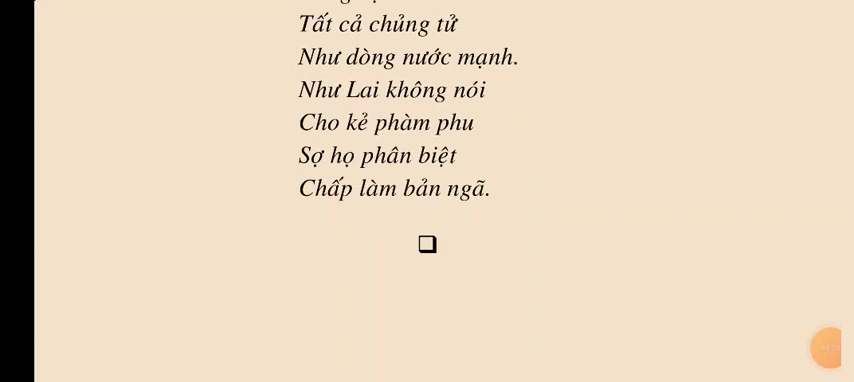 Tất cả chủng tử
Như dòng nước mạnh.
Như Lai không nói
Cho kẻ phàm phu
Sợ họ phân biệt
Chấp làm bản ngã.